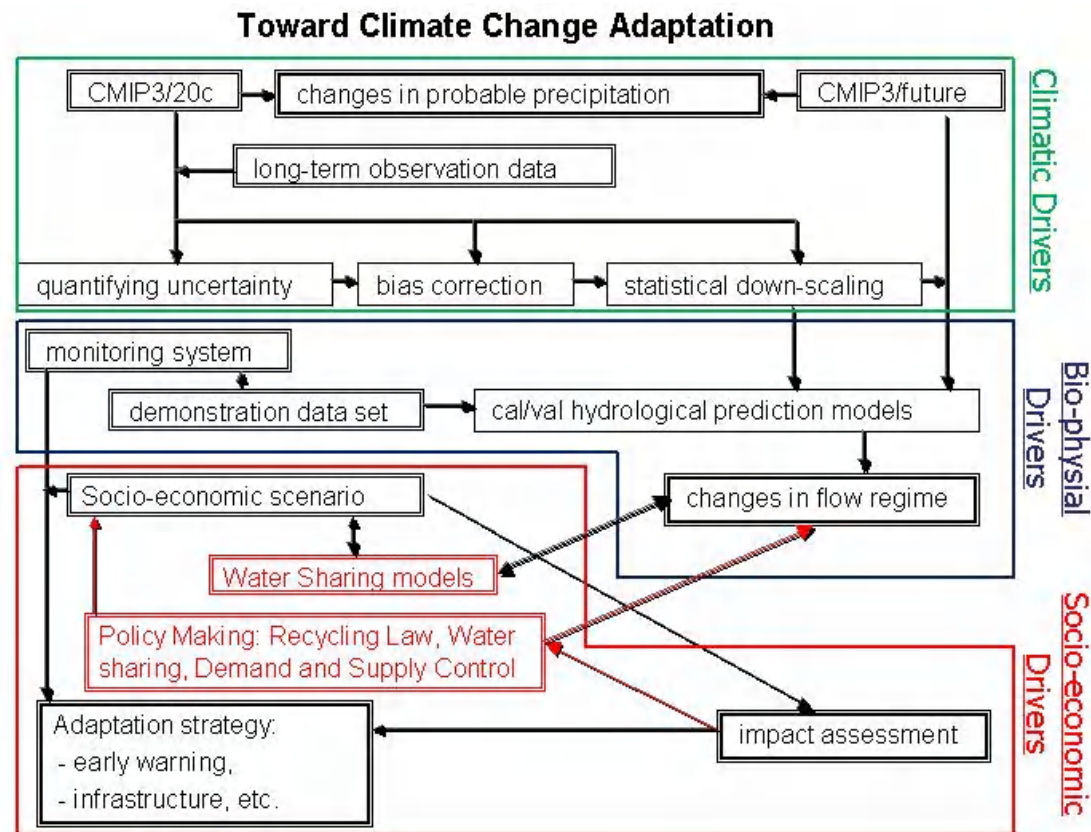 Toward Climate Change Adaptation
CMIP3/20c
changes in probable precipitation
CMIP3/future
long-term observation data
quantifying uncertainty
bias correction
statistical down-scaling
Climatic Drivers
monitoring system
demonstration data set
cal/val hydrological prediction models
changes in flow regime
Bio-physial
Drivers
Socio-economic scenario
Water Sharing models
Policy Making: Recycling Law, Water
sharing, Demand and Supply Control
Adaptation strategy:
- early warning,
- infrastructure, etc.
impact assessment
Socio-economic
Drivers